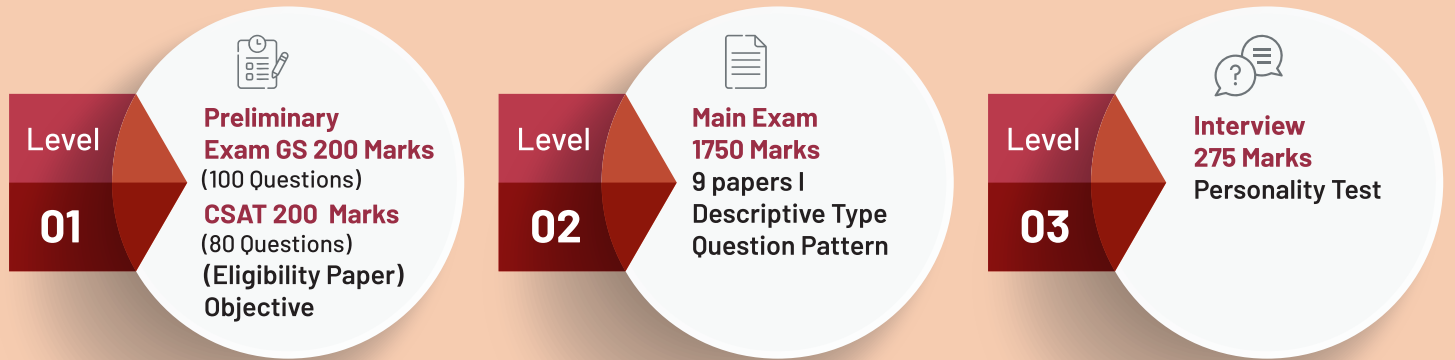 Level
01
Preliminary
Exam GS 200 Marks
(100 Questions)
CSAT 200 Marks
(80 Questions)
(Eligibility Paper)
Objective
Level
02
Main Exam
1750 Marks
9 papers I
Descriptive Type
Question Pattern
Level
03
?
Interview
275 Marks
Personality Test